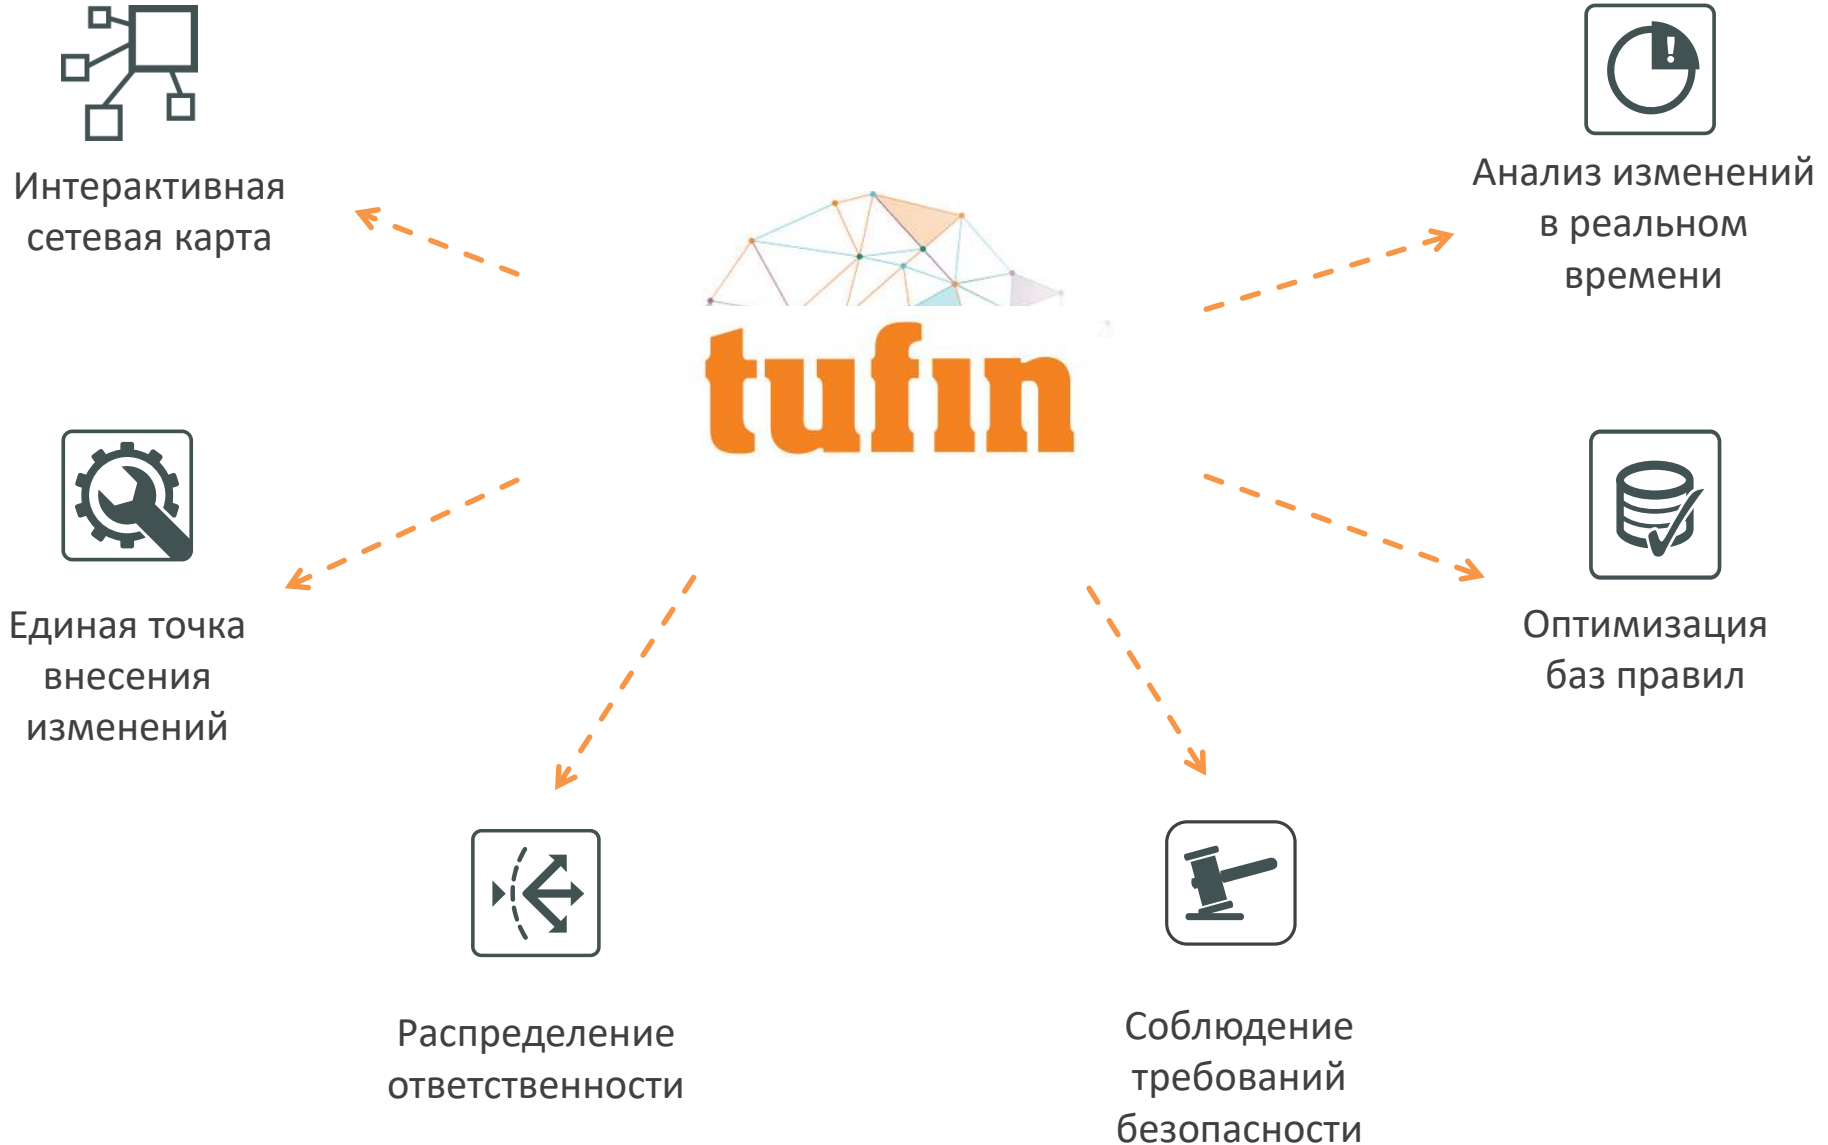 Интерактивная
сетевая карта
Анализ изменений
в реальном
времени
tufin
Единая точка
внесения
изменений
Оптимизация
баз правил
Распределение
ответственности
Соблюдение
требований
безопасности